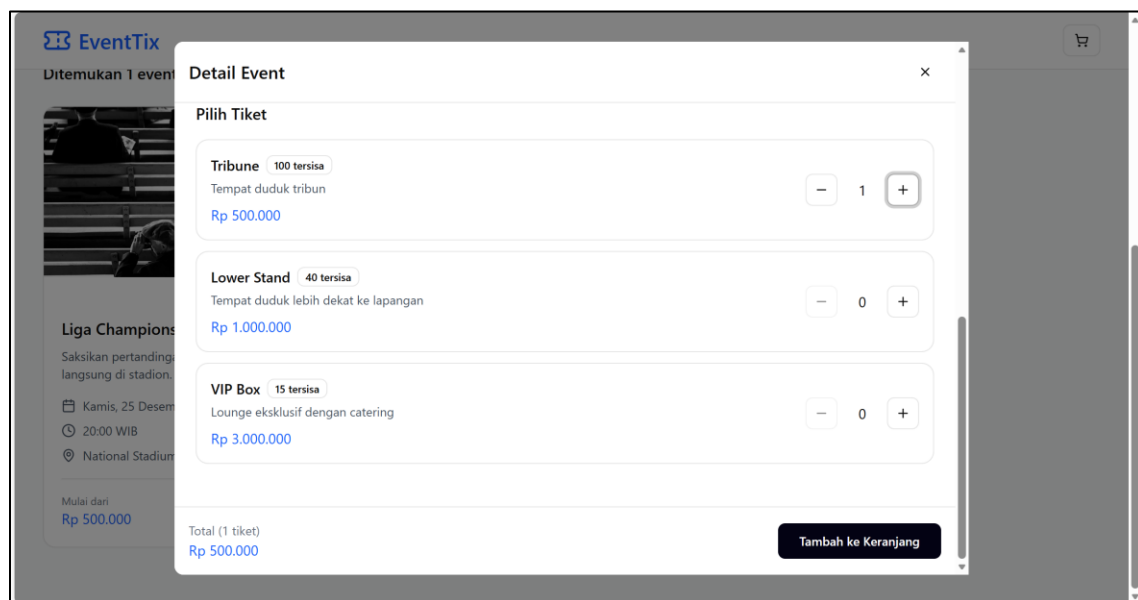 EventTix
Ditemukan 1 event
Detail Event
Pilih Tiket
Tribune 100 tersisa
Tempat duduk tribun
Rp 500.000
1
Lower Stand 40 tersisa
Tempat duduk lebih dekat ke lapangan
Rp 1.000.000
0
VIP Box 15 tersisa
Lounge eksklusif dengan catering
Rp 3.000.000
0
Total (1 tiket)
Rp 500.000
Tambah ke Keranjang
Liga Champions
Saksikan
langsung di stadion.
Kamis, 25
20:00 WIB
National
Mulai dari
Rp 500.000